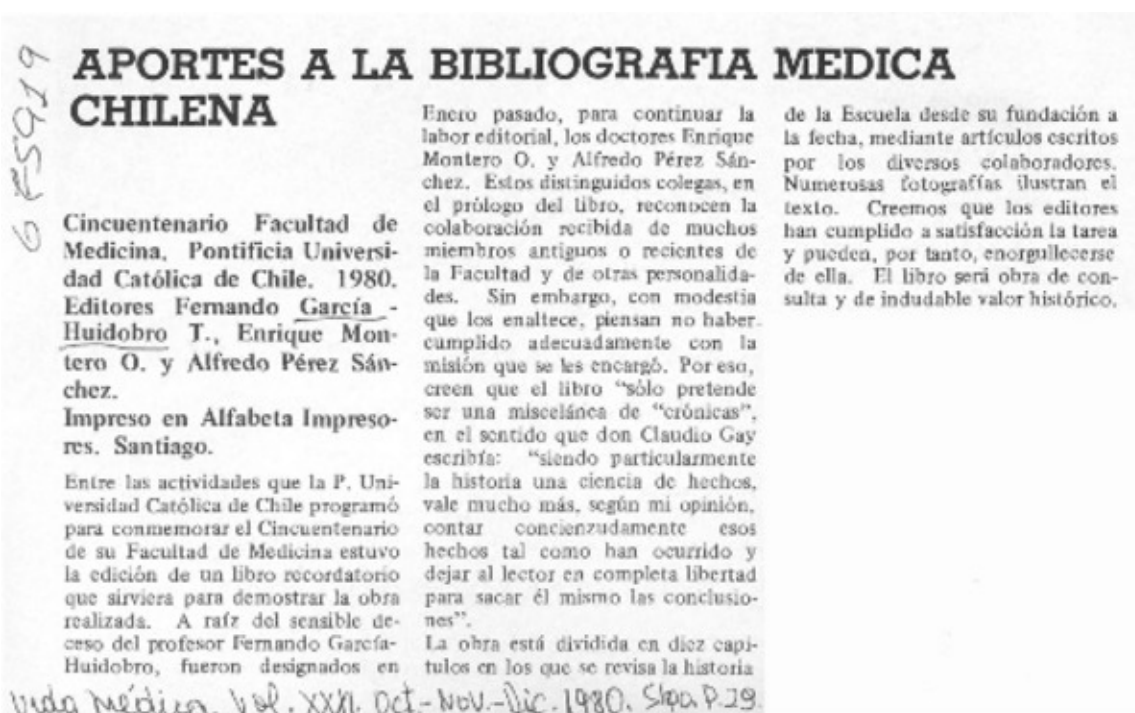 APORTES A LA BIBLIOGRAFIA MEDICA
CHILENA
Cincuentenario Facultad de
Medicina. Pontificia Universi-
dad Católica de Chile. 1980.
Editores Fernando García -
Huidobro T., Enrique Mon-
tero O. y Alfredo Pérez Sán-
chez.
Impreso en Alfabeta Impreso-
res. Santiago.
Entre las actividades que la P. Uni-
versidad Católica de Chile programó
para conmemorar el Cincuentenario
de su Facultad de Medicina estuvo
la edición de un libro recordatorio
que sirviera para demostrar la obra
realizada. A raíz del sensible de-
ceso del profesor Fernando García-
Huidobro, fueron designados en
Enero pasado, para continuar la
labor editorial, los doctores Enrique
Montero O. y Alfredo Pérez Sán-
chez. Estos distinguidos colegas, en
el prólogo del libro, reconocen la
colaboración recibida de muchos
miembros antiguos o recientes de
la Facultad y de otras personalida-
des. Sin embargo, con modestia
que los enaltece, piensan no haber
cumplido adecuadamente con la
misión que se les encargó. Por eso,
creen que el libro "sólo pretende
ser una miscelánea de "crónicas",
en el sentido que don Claudio Gay
escribía: "siendo particularmente
la historia una ciencia de hechos,
vale mucho más, según mi opinión,
contar concienzudamente esos
hechos tal como han ocurrido y
dejar al lector en completa libertad
para sacar él mismo las conclusio-
nes".
La obra está dividida en diez capí-
tulos en los que se revisa la historia
de la Escuela desde su fundación a
la fecha, mediante artículos escritos
por los diversos colaboradores.
Numerosas fotografías ilustran el
texto. Creemos que los editores
han cumplido a satisfacción la tarea
y pueden, por tanto, enorgullecerse
de ella. El libro será obra de con-
sulta y de indudable valor histórico.
Vida Médica. Vol. XXXI. Oct.-Nov.-Dic. 1980. Stgo. P. 29.